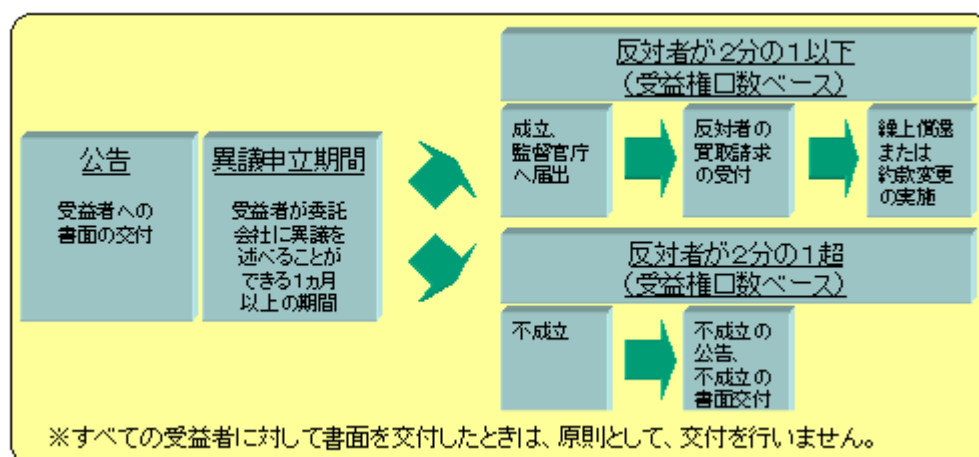 公告
受益者への
書面の交付
異議申立期間
受益者が委託
会社に異議を
述べることが
できる1ヵ月
以上の期間
反対者が2分の1以下
(受益権口数ベース)
成立、
監督官庁
へ届出
反対者の
買取請求
の受付
繰上償還
または
約款変更
の実施
反対者が2分の1超
(受益権口数ベース)
不成立
不成立の
公告、
不成立の
書面交付
※すべての受益者に対して書面を交付したときは、原則として、交付を行いません。